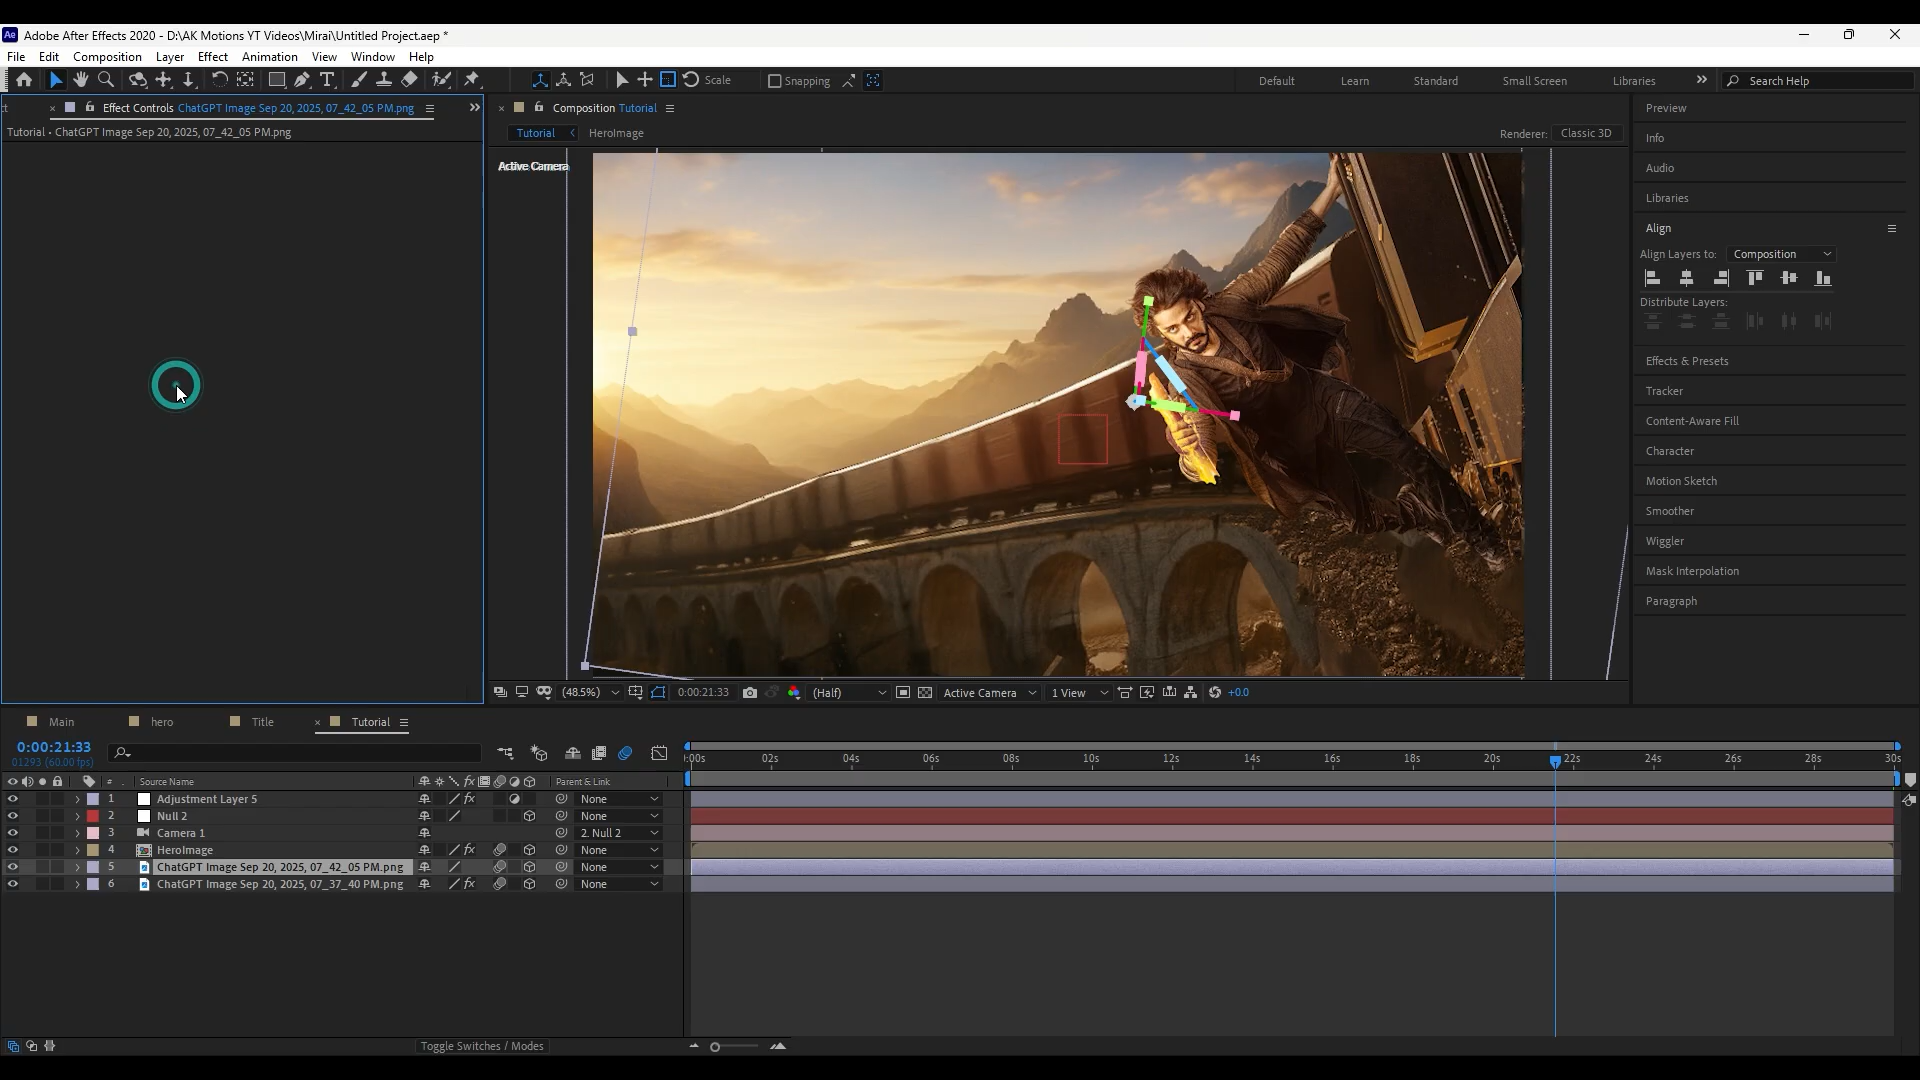 Ae Adobe After Effects 2020 - D:\AK Motions YT Videos\Mirai\Untitled Project.aep *
File Edit Composition Layer Effect Animation View Window Help
Scale Snapping Default Learn Standard Small Screen Libraries Search Help
Effect Controls ChatGPT Image Sep 20, 2025, 07_42_05 PM.png
Tutorial • ChatGPT Image Sep 20, 2025, 07_42_05 PM.png
Composition Tutorial
Tutorial HeroImage
Renderer: Classic 3D
Active Camera
Preview
Info
Audio
Libraries
Align
Align Layers to: Composition
Distribute Layers:
Effects & Presets
Tracker
Content-Aware Fill
Character
Motion Sketch
Smoother
Wiggler
Mask Interpolation
Paragraph
(48.5%) 0:00:21:33 (Half) Active Camera 1 View +0.0
Main hero Title Tutorial
0:00:21:33
01293 (60.00 fps)
:00s 02s 04s 06s 08s 10s 12s 14s 16s 18s 20s 22s 24s 26s 28s 30s
# . Source Name fx Parent & Link
1 Adjustment Layer 5 fx None
2 Null 2 None
3 Camera 1 2. Null 2
4 HeroImage fx None
5 ChatGPT Image Sep 20, 2025, 07_42_05 PM.png None
6 ChatGPT Image Sep 20, 2025, 07_37_40 PM.png fx None
Toggle Switches / Modes